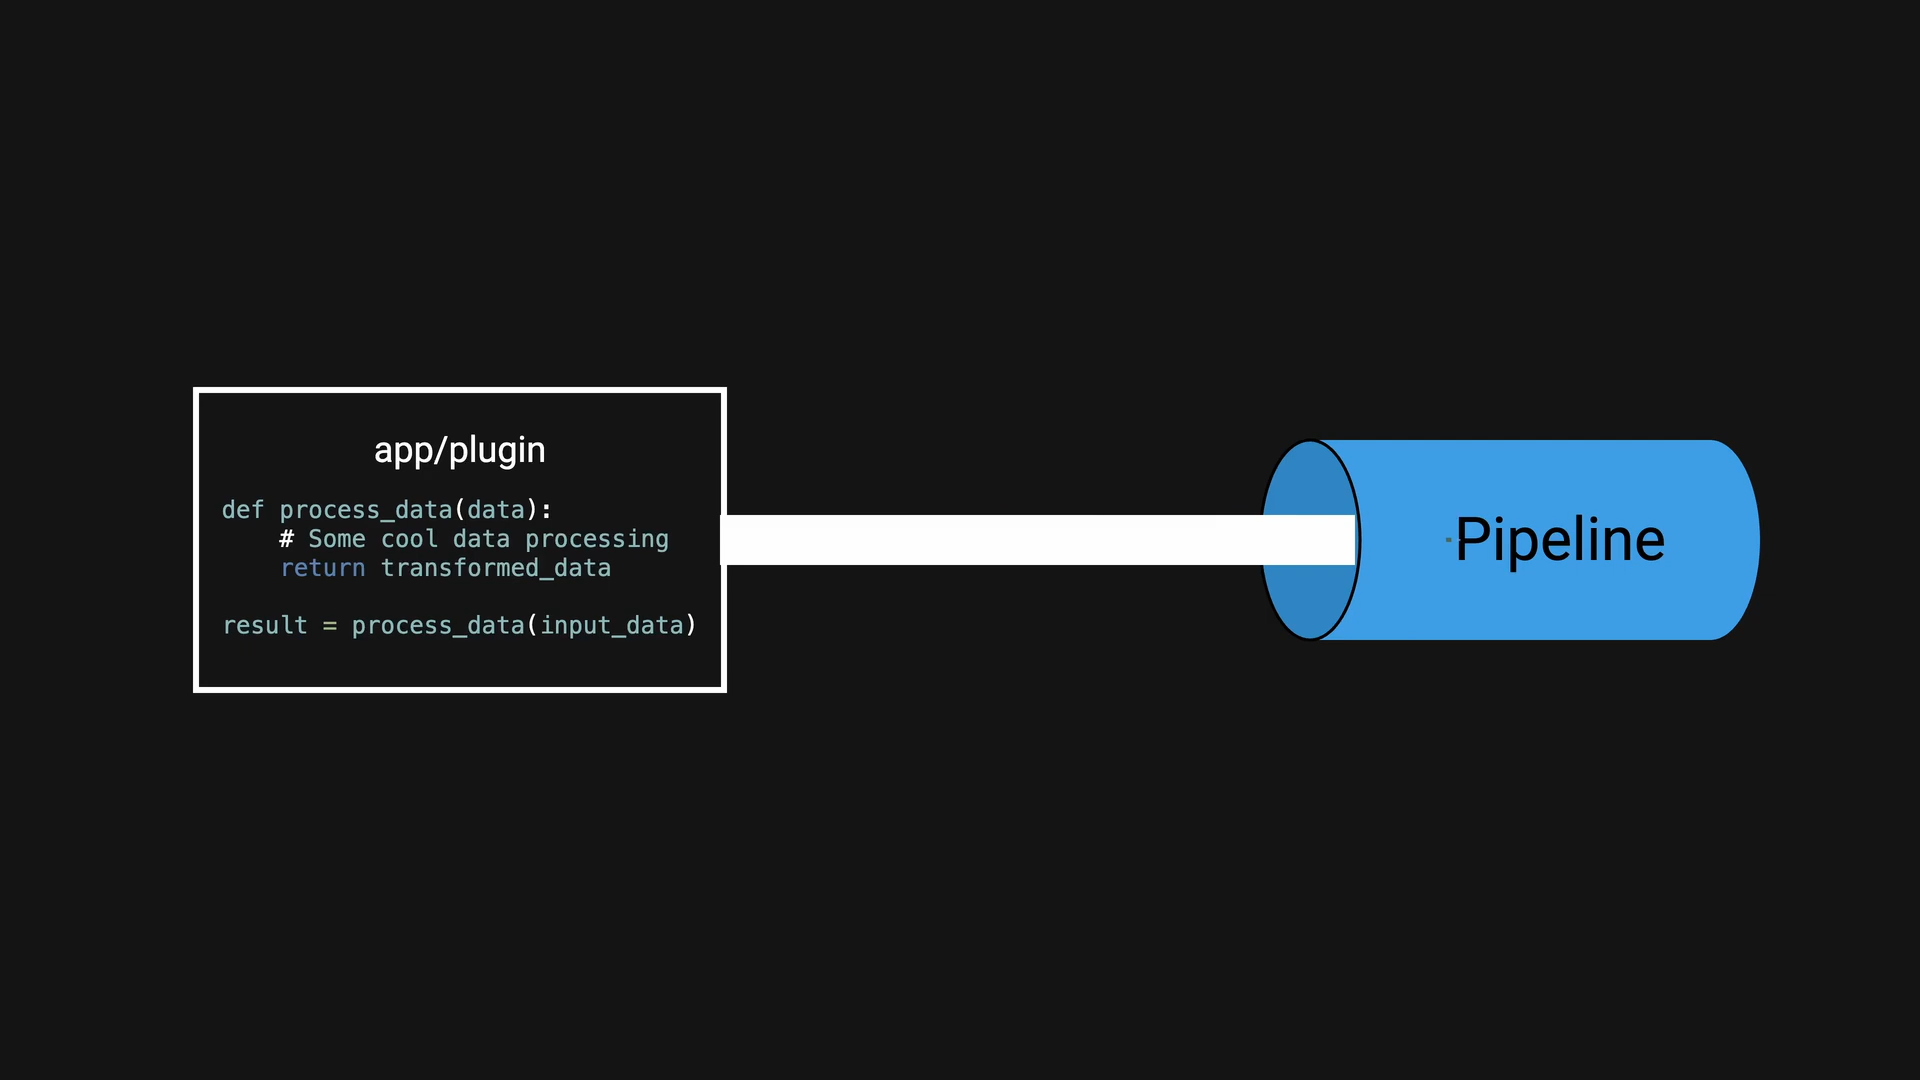 app/plugin
def process_data(data):
    # Some cool data processing
    return transformed_data
result = process_data(input_data)
Pipeline